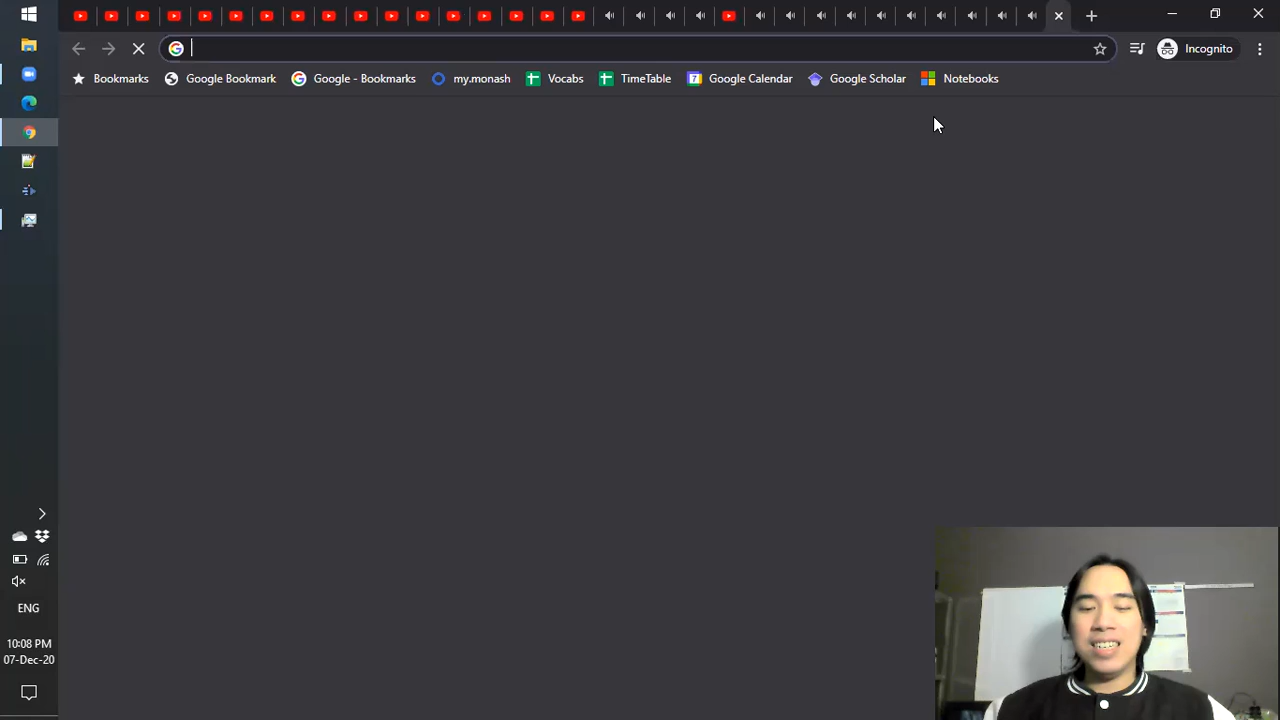 Incognito
Bookmarks
Google Bookmark
Google - Bookmarks
my.monash
Vocabs
TimeTable
7
Google Calendar
Google Scholar
Notebooks
ENG
10:08 PM
07-Dec-20